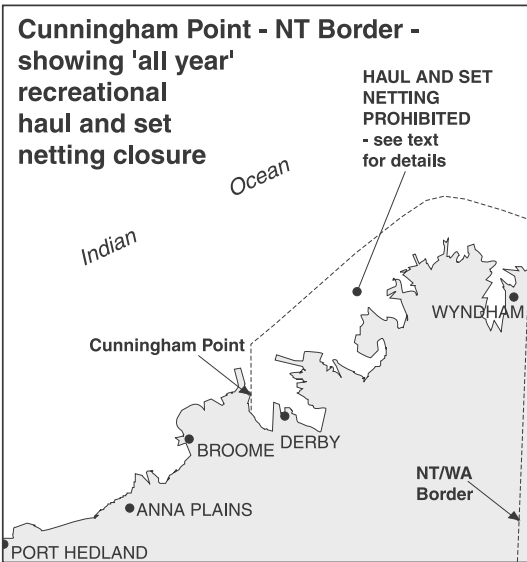 Cunningham Point - NT Border -
showing 'all year'
recreational
haul and set
netting closure
HAUL AND SET
NETTING
PROHIBITED
- see text
for details
Indian
Ocean
WYNDHAM
Cunningham Point
BROOME
DERBY
NT/WA
Border
ANNA PLAINS
PORT HEDLAND